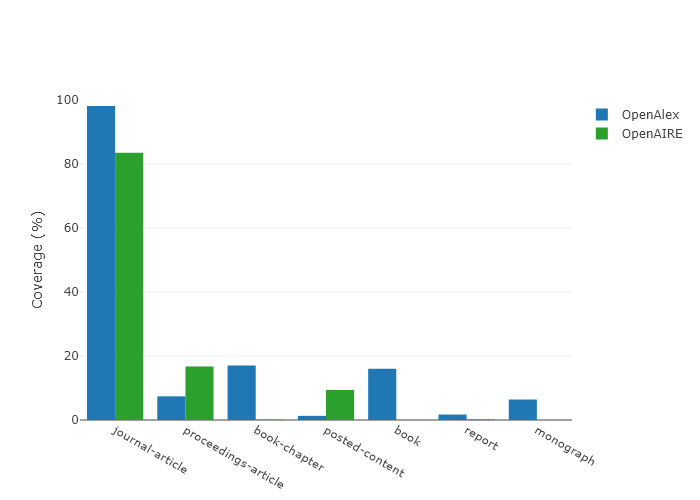 100
80
60
40
20
0
Coverage (%)
journal-article
proceedings-article
book-chapter
posted-content
book
report
monograph
OpenAlex
OpenAIRE